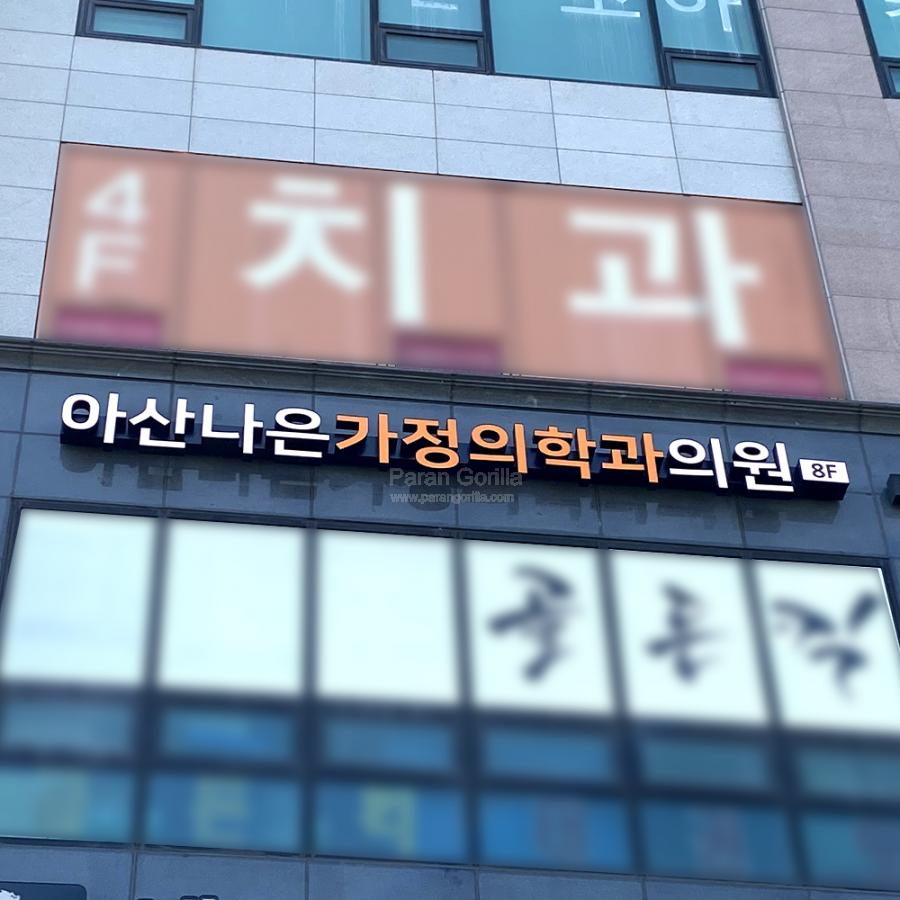 4F 치과
아산나은가정의학과의원 8F
Paran Gorilla
www.parangorilla.com